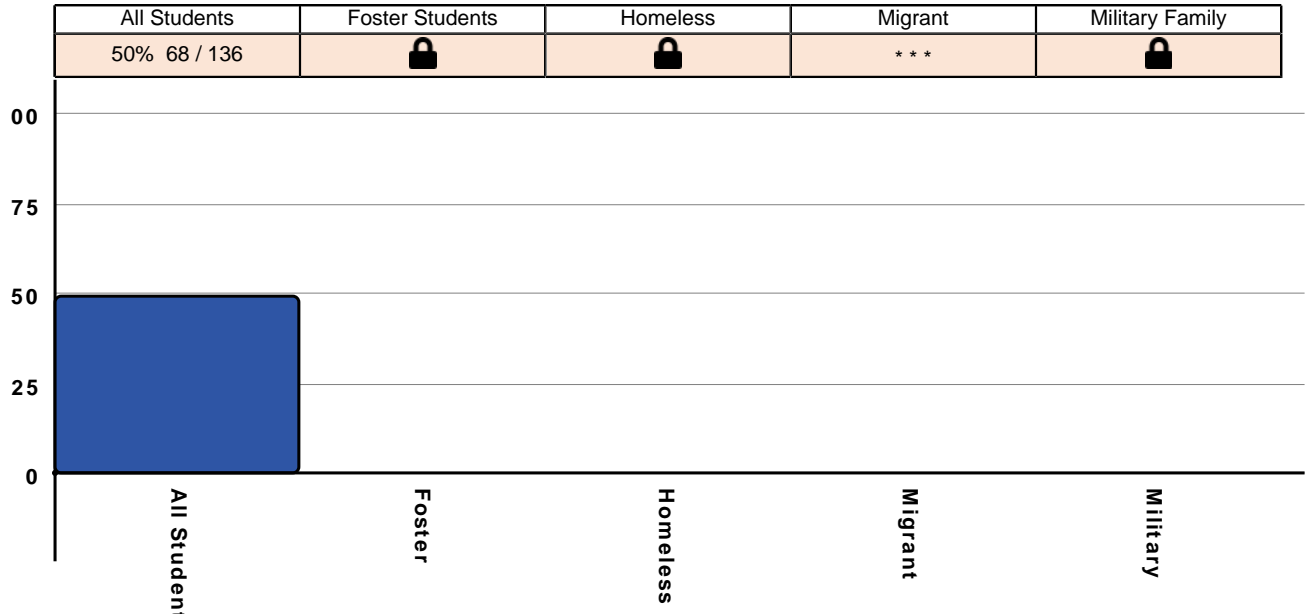 All Students Foster Students Homeless Migrant Military Family
50% 68 / 136 * * *
00
75
50
25
0
All Student
Foster
Homeless
Migrant
Military